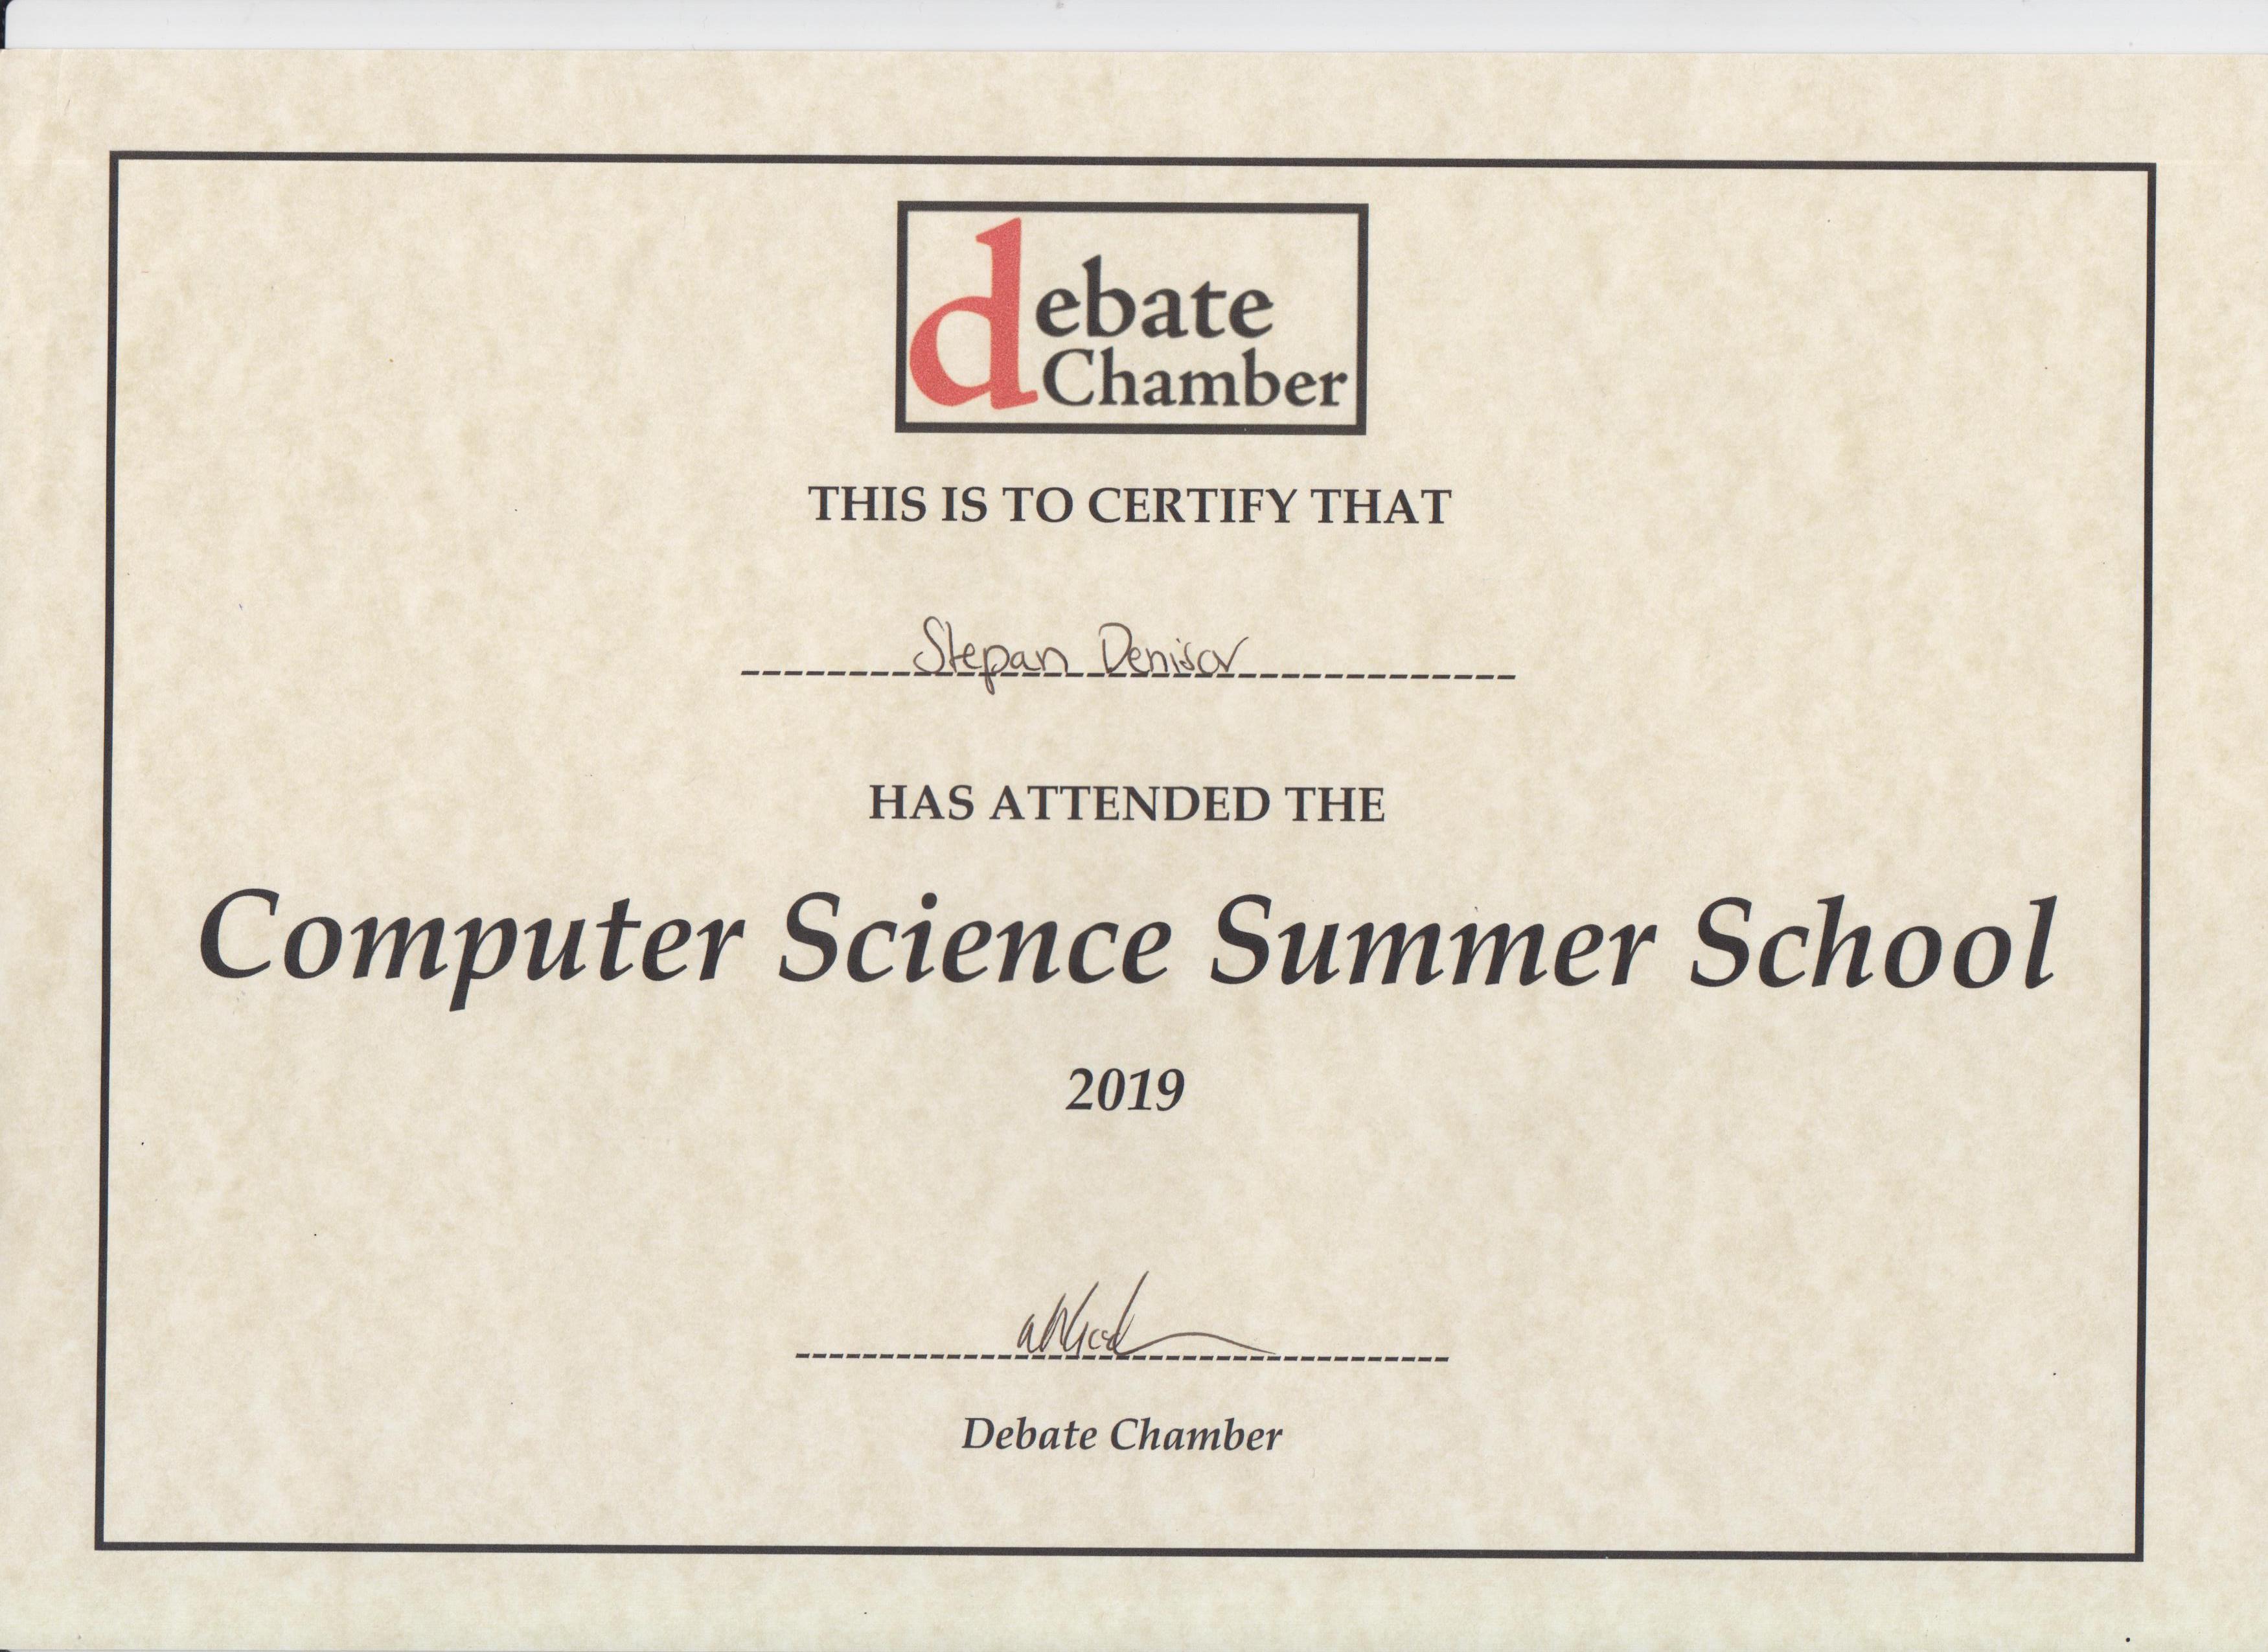 debate
Chamber
THIS IS TO CERTIFY THAT
Stepan Denisov
HAS ATTENDED THE
Computer Science Summer School
2019
Debate Chamber